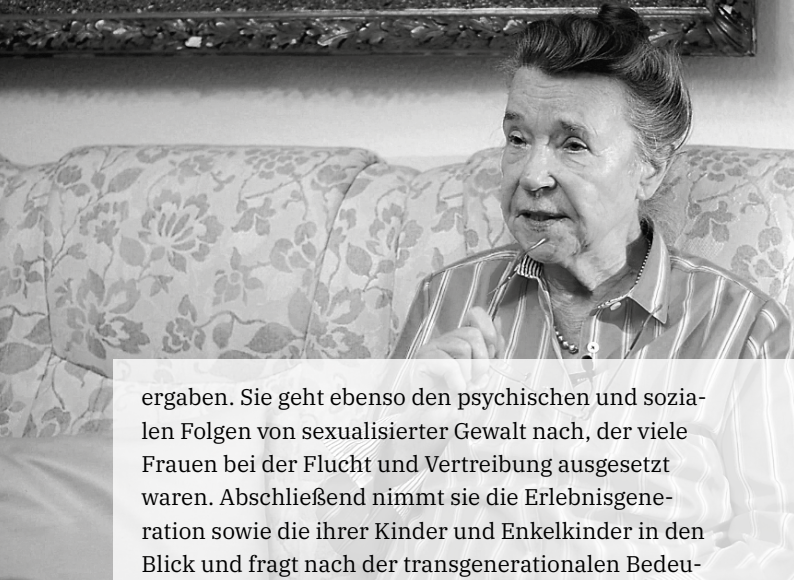 ergaben. Sie geht ebenso den psychischen und sozia-
len Folgen von sexualisierter Gewalt nach, der viele
Frauen bei der Flucht und Vertreibung ausgesetzt
waren. Abschließend nimmt sie die Erlebnisgene-
ration sowie die ihrer Kinder und Enkelkinder in den
Blick und fragt nach der transgenerationalen Bedeu-